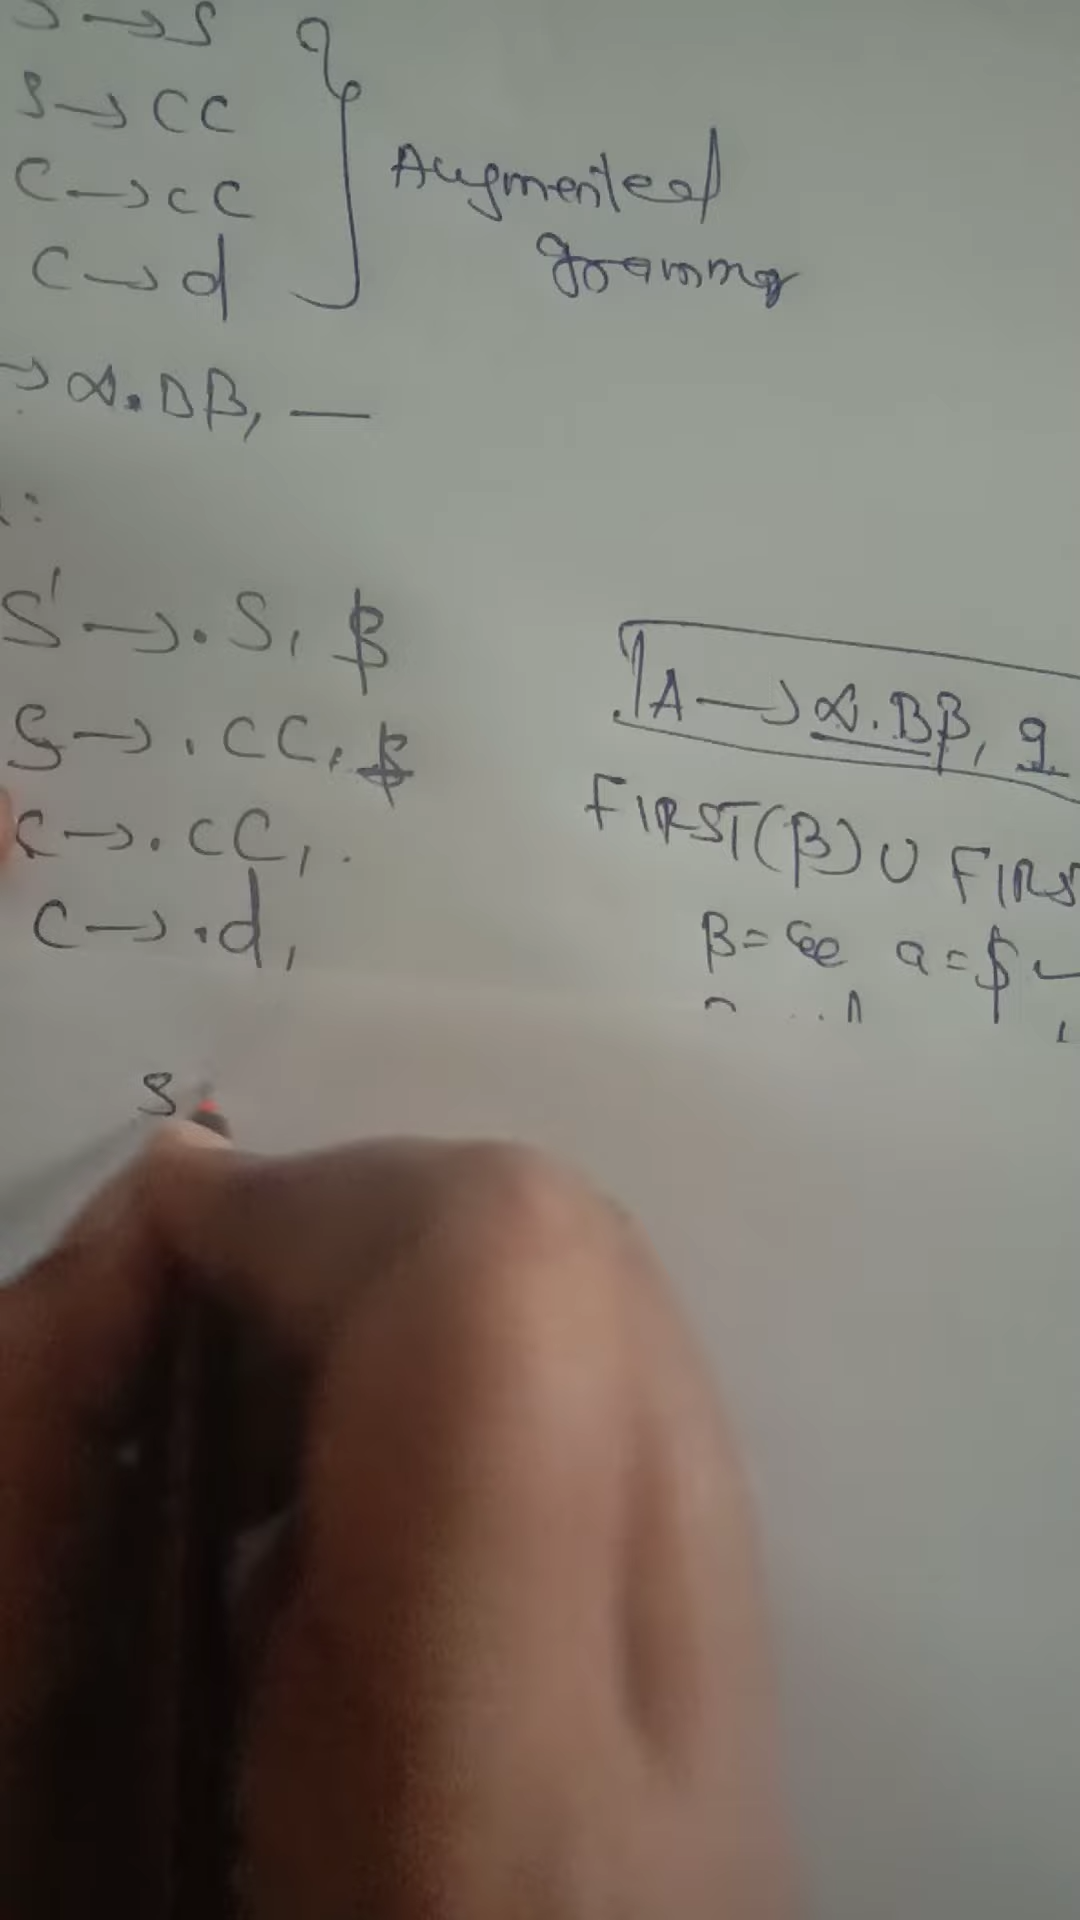 S → S
S → CC
C → cC
C → d
Augmented
grammar
→ α.Bβ, —
:
S' → .S, $
S → .CC, $
C → .cC, .
C → .d,
A → α.Bβ, a
FIRST(β) ∪ FIRS
β = a = $
S